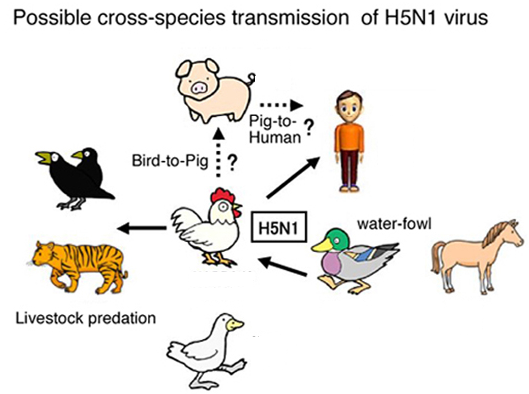 Possible cross-species transmission of H5N1 virus
Pig-to-
Human ?
Bird-to-Pig ?
H5N1
water-fowl
Livestock predation